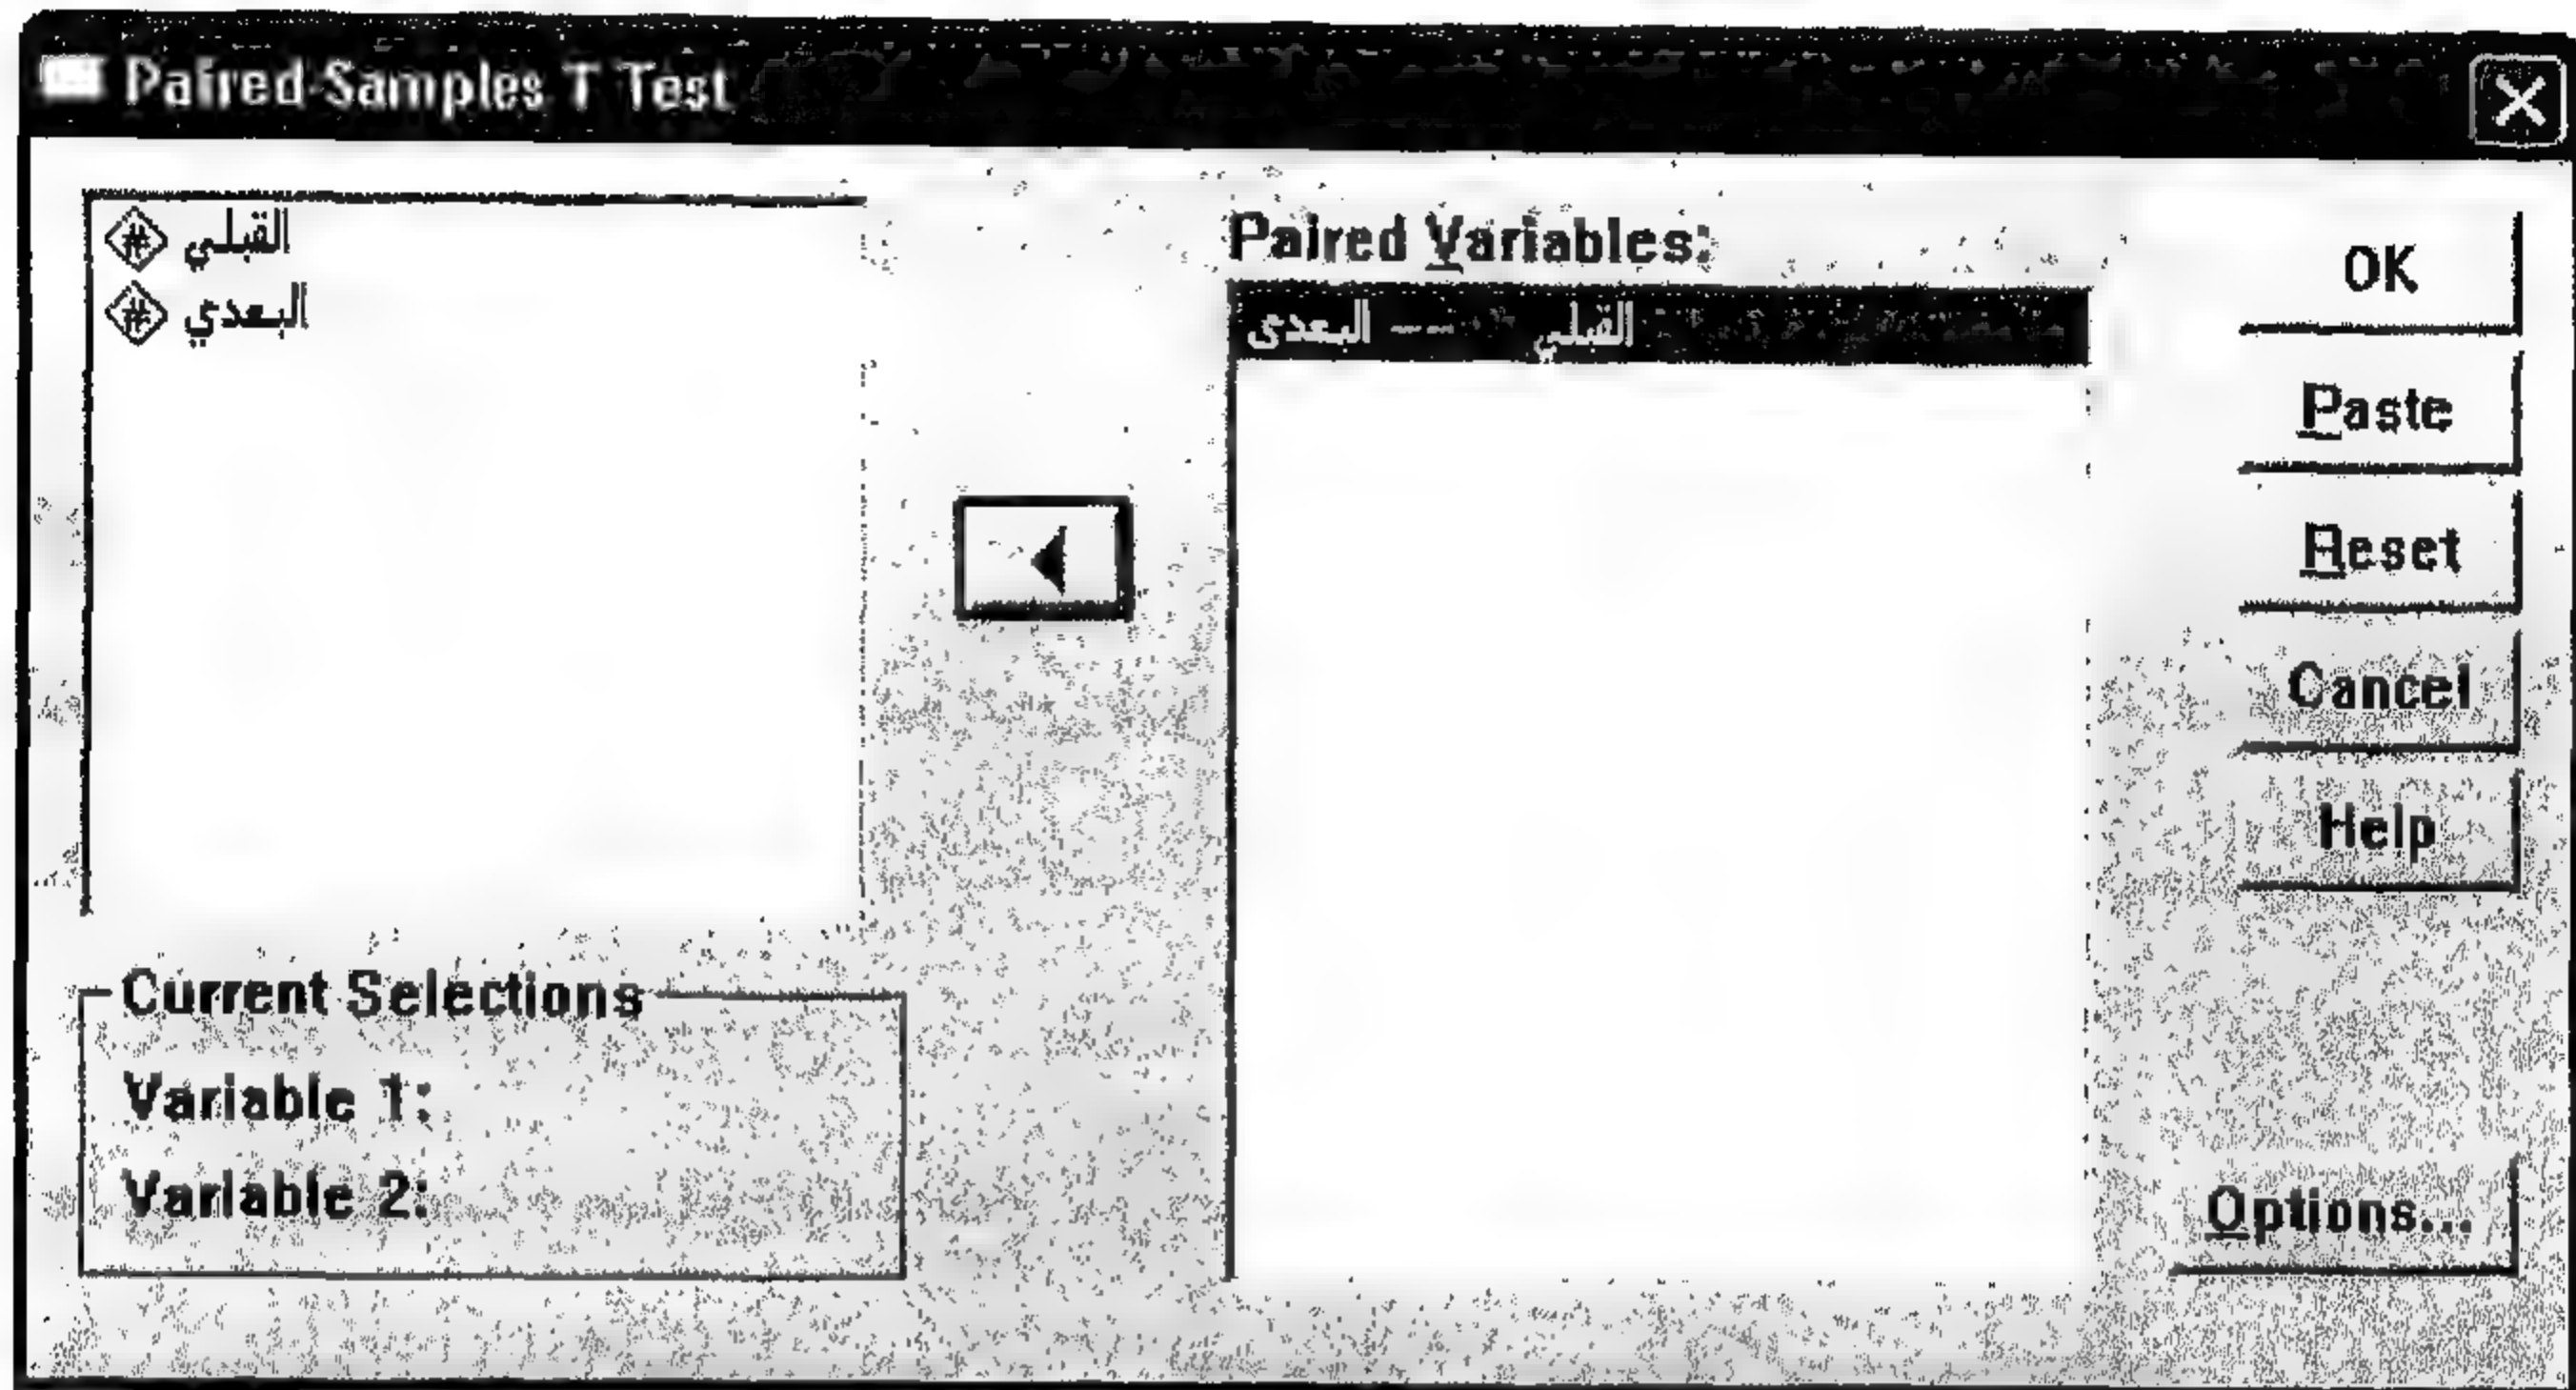 Paired-Samples T Test
القبلي
البعدي
Paired Variables:
القبلي -- البعدى
OK
Paste
Reset
Cancel
Help
Current Selections
Variable 1:
Variable 2:
Options...